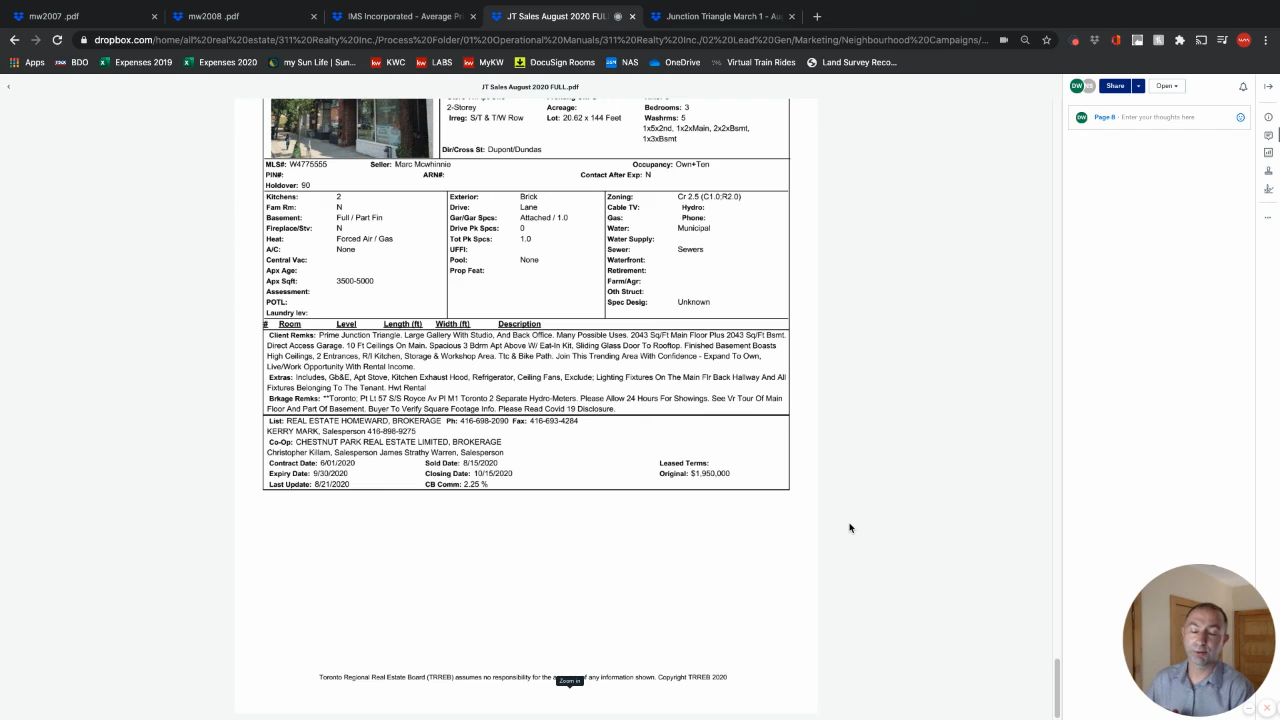 mw2007 .pdf
mw2008 .pdf
IMS Incorporated - Average Pri
JT Sales August 2020 FULL
Junction Triangle March 1 - Aug
dropbox.com/home/all%20real%20estate/311%20Realty%20Inc./Process%20Folder/01%20Operational%20Manuals/311%20Realty%20Inc./02%20Lead%20Gen/Marketing/Neighbourhood%20Campaigns/...
Apps BDO Expenses 2019 Expenses 2020 my Sun Life | Sun... KWC LABS MyKW DocuSign Rooms NAS OneDrive Virtual Train Rides Land Survey Reco...
JT Sales August 2020 FULL.pdf
DW NS Share Open
DW Page 8 · Enter your thoughts here
2-Storey
Irreg: S/T & T/W Row
Acreage:
Lot: 20.62 x 144 Feet
Bedrooms: 3
Washrms: 5
1x5x2nd, 1x2xMain, 2x2xBsmt,
1x3xBsmt
Dir/Cross St: Dupont/Dundas
MLS#: W4775555 Seller: Marc Mcwhinnie Occupancy: Own+Ten
PIN#: ARN#: Contact After Exp: N
Holdover: 90
Kitchens: 2 Exterior: Brick Zoning: Cr 2.5 (C1.0;R2.0)
Fam Rm: N Drive: Lane Cable TV: Hydro:
Basement: Full / Part Fin Gar/Gar Spcs: Attached / 1.0 Gas: Phone:
Fireplace/Stv: N Drive Pk Spcs: 0 Water: Municipal
Heat: Forced Air / Gas Tot Pk Spcs: 1.0 Water Supply:
A/C: None UFFI: Sewer: Sewers
Central Vac: Pool: None Waterfront:
Apx Age: Prop Feat: Retirement:
Apx Sqft: 3500-5000 Farm/Agr:
Assessment: Oth Struct:
POTL: Spec Desig: Unknown
Laundry lev:
# Room Level Length (ft) Width (ft) Description
Client Remks: Prime Junction Triangle, Large Gallery With Studio, And Back Office. Many Possible Uses. 2043 Sq/Ft Main Floor Plus 2043 Sq/Ft Bsmt.
Direct Access Garage. 10 Ft Ceilings On Main. Spacious 3 Bdrm Apt Above W/ Eat-In Kit, Sliding Glass Door To Rooftop. Finished Basement Boasts
High Ceilings, 2 Entrances, R/I Kitchen, Storage & Workshop Area. Ttc & Bike Path. Join This Trending Area With Confidence - Expand To Own,
Live/Work Opportunity With Rental Income.
Extras: Includes, Gb&E, Apt Stove, Kitchen Exhaust Hood, Refrigerator, Ceiling Fans, Exclude; Lighting Fixtures On The Main Flr Back Hallway And All
Fixtures Belonging To The Tenant. Hwt Rental
Brkage Remks: **Toronto; Pt Lt 57 S/S Royce Av Pl M1 Toronto 2 Separate Hydro-Meters. Please Allow 24 Hours For Showings. See Vr Tour Of Main
Floor And Part Of Basement. Buyer To Verify Square Footage Info. Please Read Covid 19 Disclosure.
List: REAL ESTATE HOMEWARD, BROKERAGE Ph: 416-698-2090 Fax: 416-693-4284
KERRY MARK, Salesperson 416-898-9275
Co-Op: CHESTNUT PARK REAL ESTATE LIMITED, BROKERAGE
Christopher Killam, Salesperson James Strathy Warren, Salesperson
Contract Date: 6/01/2020 Sold Date: 8/15/2020 Leased Terms:
Expiry Date: 9/30/2020 Closing Date: 10/15/2020 Original: $1,950,000
Last Update: 8/21/2020 CB Comm: 2.25 %
Toronto Regional Real Estate Board (TRREB) assumes no responsibility for the of any information shown. Copyright TRREB 2020
Zoom in